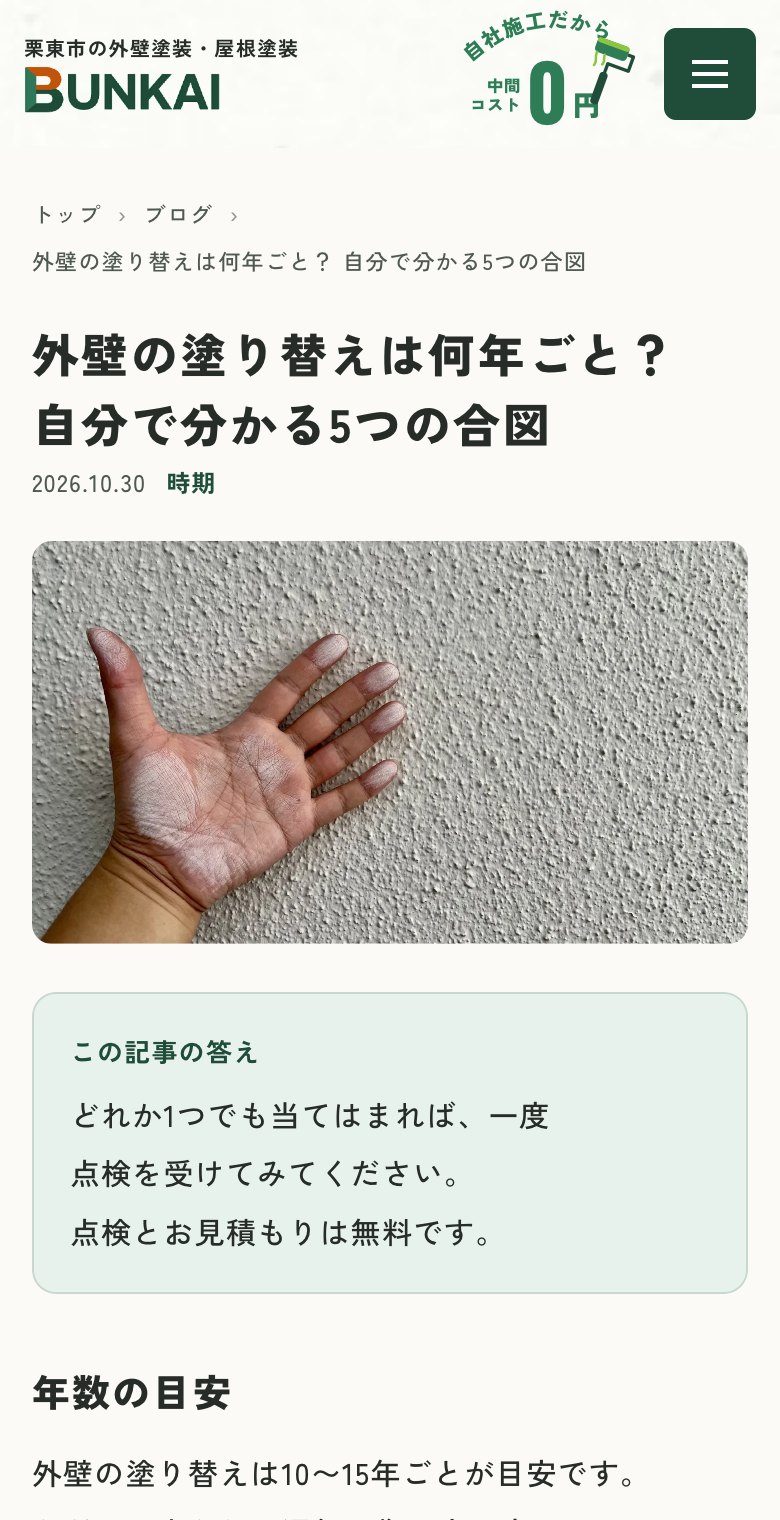 栗東市の外壁塗装・屋根塗装
BUNKAI
自社施工だから
中間
コスト
0円
トップ › ブログ ›
外壁の塗り替えは何年ごと？ 自分で分かる5つの合図
外壁の塗り替えは何年ごと？
自分で分かる5つの合図
2026.10.30 時期
この記事の答え
どれか1つでも当てはまれば、一度
点検を受けてみてください。
点検とお見積もりは無料です。
年数の目安
外壁の塗り替えは10〜15年ごとが目安です。